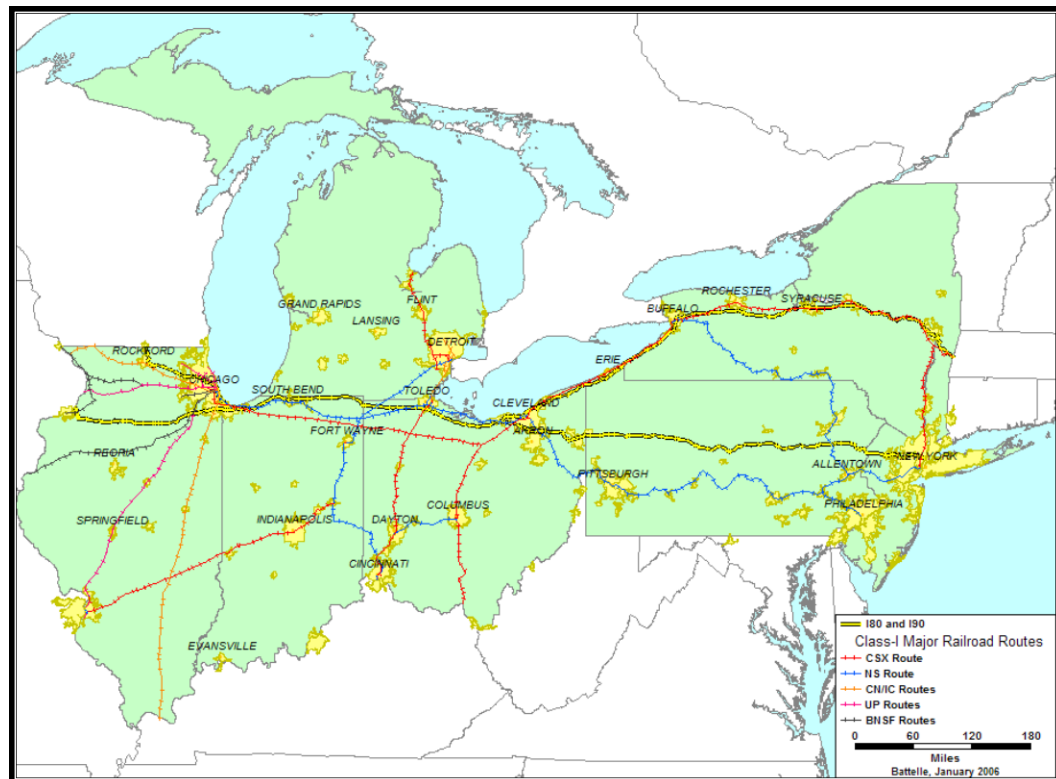 FLINT
GRAND RAPIDS
LANSING
DETROIT
ROCHESTER
SYRACUSE
BUFFALO
ROCKFORD
CHICAGO
SOUTH BEND
TOLEDO
ERIE
CLEVELAND
FORT WAYNE
AKRON
PEORIA
NEW YORK
PITTSBURGH
ALLENTOWN
SPRINGFIELD
INDIANAPOLIS
DAYTON
COLUMBUS
PHILADELPHIA
CINCINNATI
EVANSVILLE
I80 and I90
Class-I Major Railroad Routes
CSX Route
NS Route
CN/IC Routes
UP Routes
BNSF Routes
0 60 120 180
Miles
Battelle, January 2006